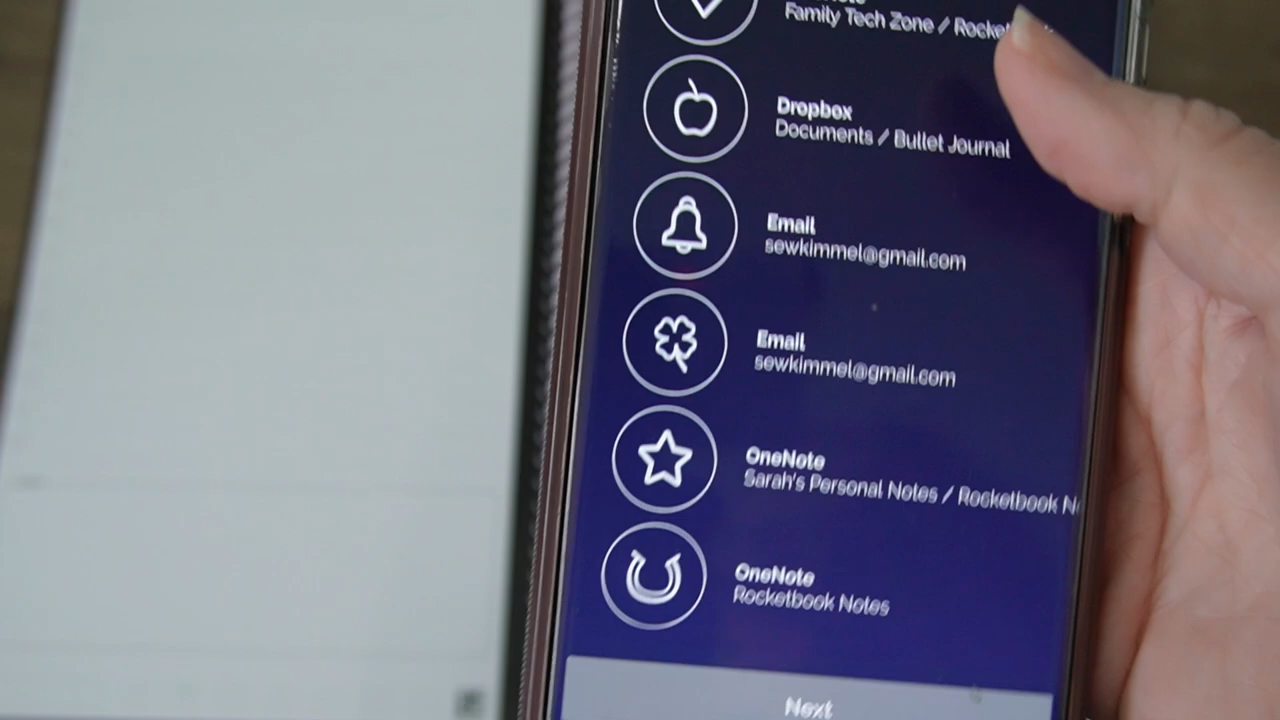 Family Tech Zone /
Dropbox
Documents / Bullet Journal
Email
sewkimmel@gmail.com
Email
sewkimmel@gmail.com
OneNote
Sarah's Personal Notes / Rocketbook N
OneNote
Rocketbook Notes
Next